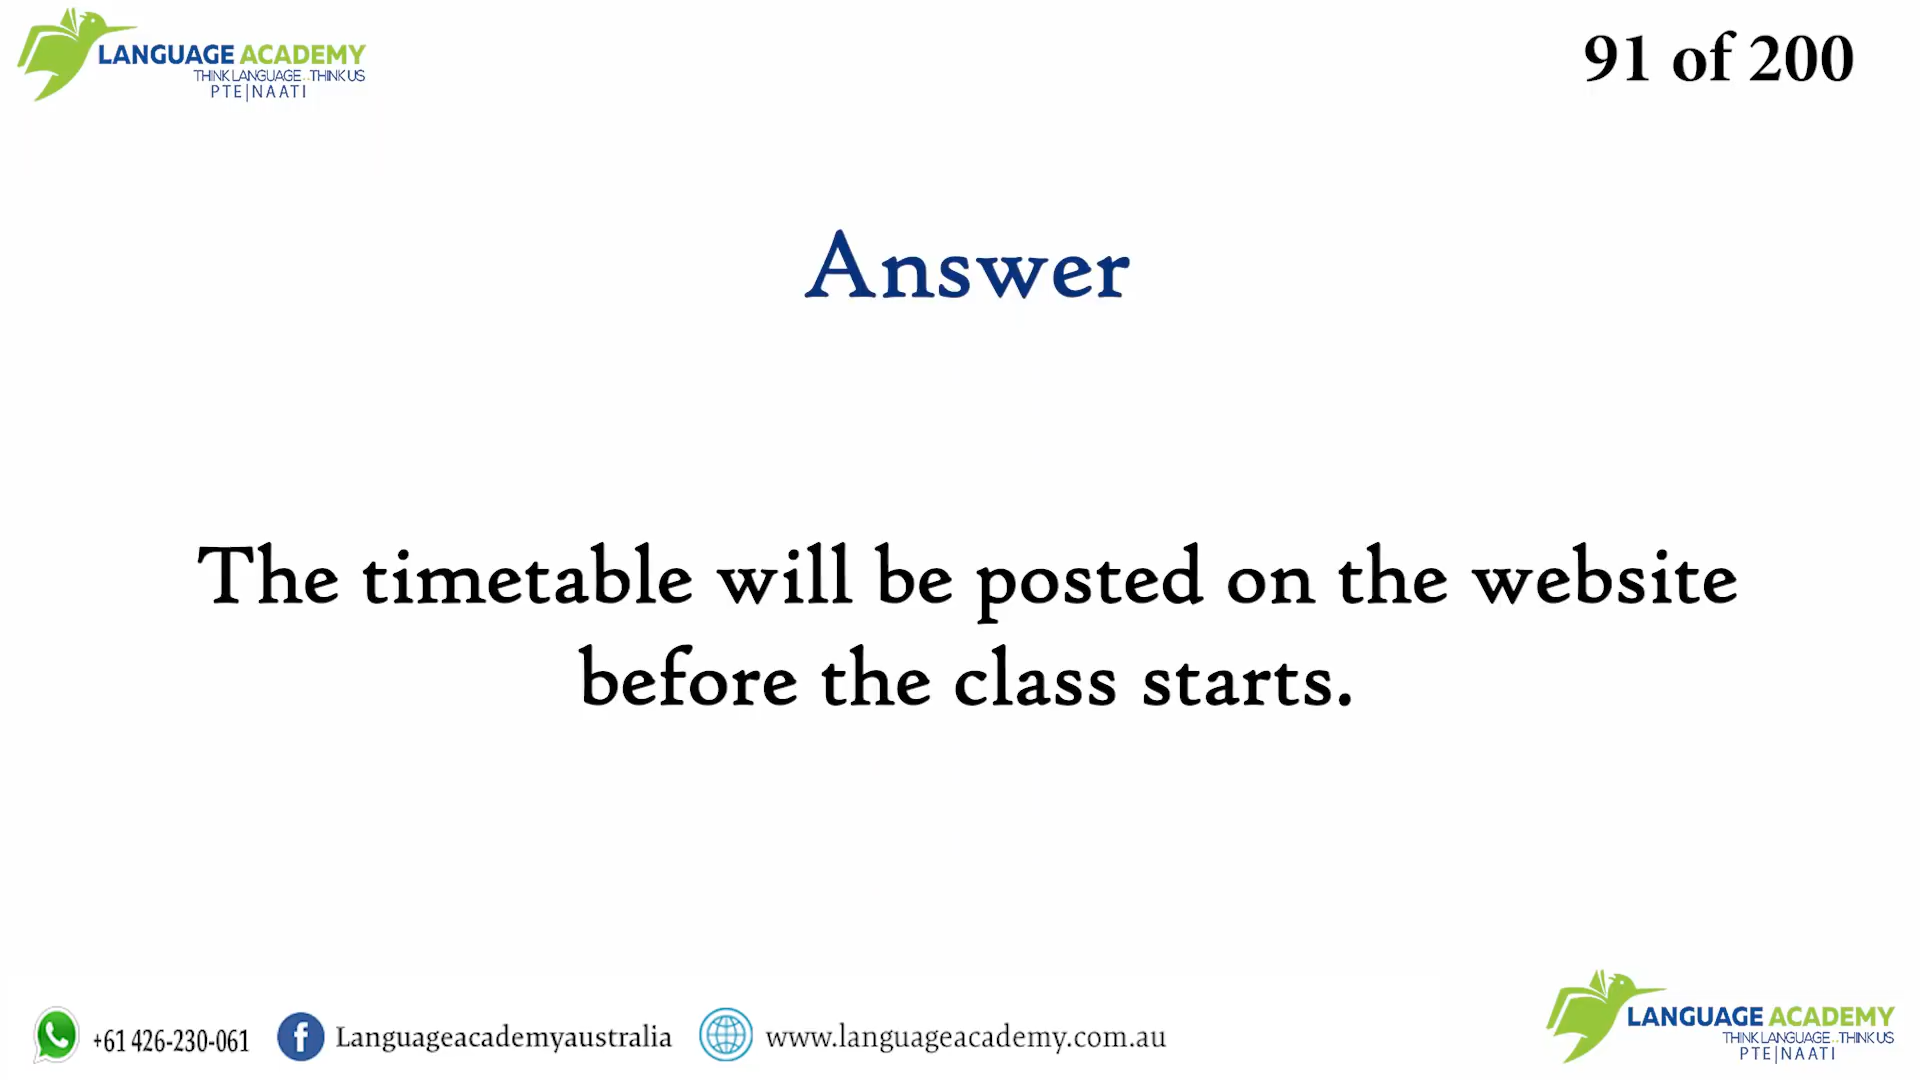 LANGUAGE ACADEMY
THINK LANGUAGE..THINK US
PTE|NAATI
91 of 200
Answer
The timetable will be posted on the website
before the class starts.
+61 426-230-061
Languageacademyaustralia
www.languageacademy.com.au
LANGUAGE ACADEMY
THINK LANGUAGE..THINK US
PTE|NAATI